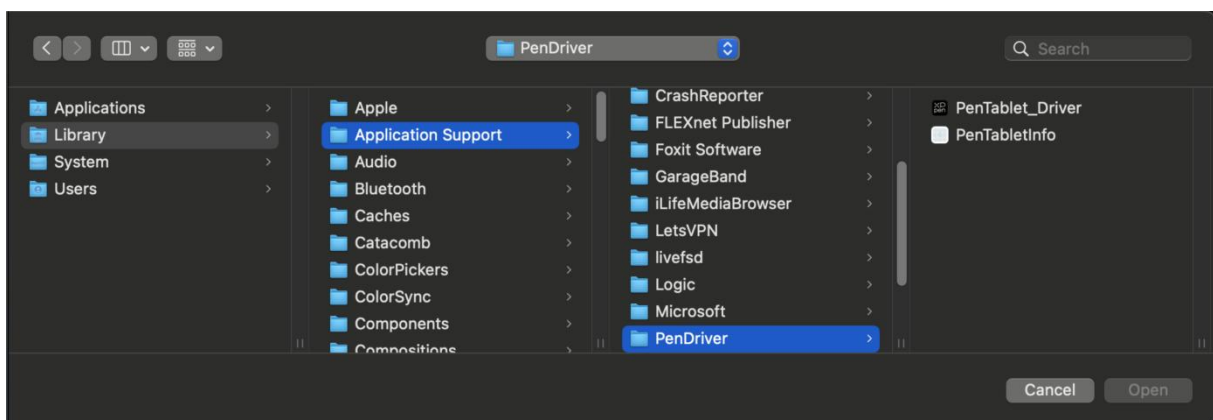 PenDriver
Search
Applications
Library
System
Users
Apple
Application Support
Audio
Bluetooth
Caches
Catacomb
ColorPickers
ColorSync
Components
Compositions
CrashReporter
FLEXnet Publisher
Foxit Software
GarageBand
iLifeMediaBrowser
LetsVPN
livefsd
Logic
Microsoft
PenDriver
PenTablet_Driver
PenTabletInfo
Cancel
Open